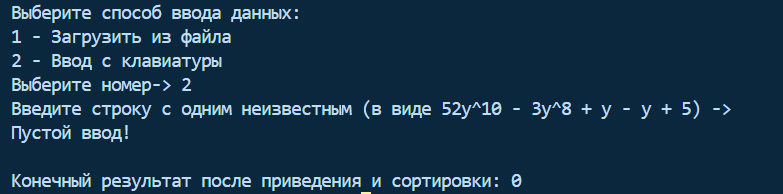 Выберите способ ввода данных:
1 - Загрузить из файла
2 - Ввод с клавиатуры
Выберите номер-> 2
Введите строку с одним неизвестным (в виде 52y^10 - 3y^8 + y - y + 5) ->
Пустой ввод!
Конечный результат после приведения и сортировки: 0